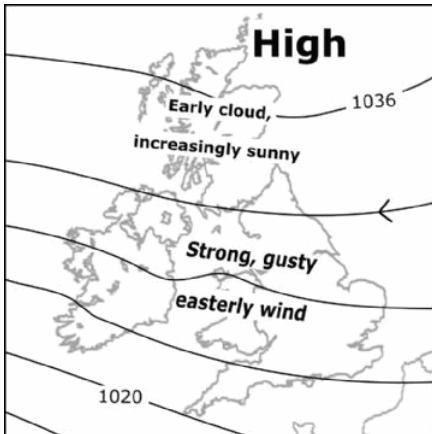 High
1036
Early cloud,
increasingly sunny
Strong, gusty
easterly wind
1020